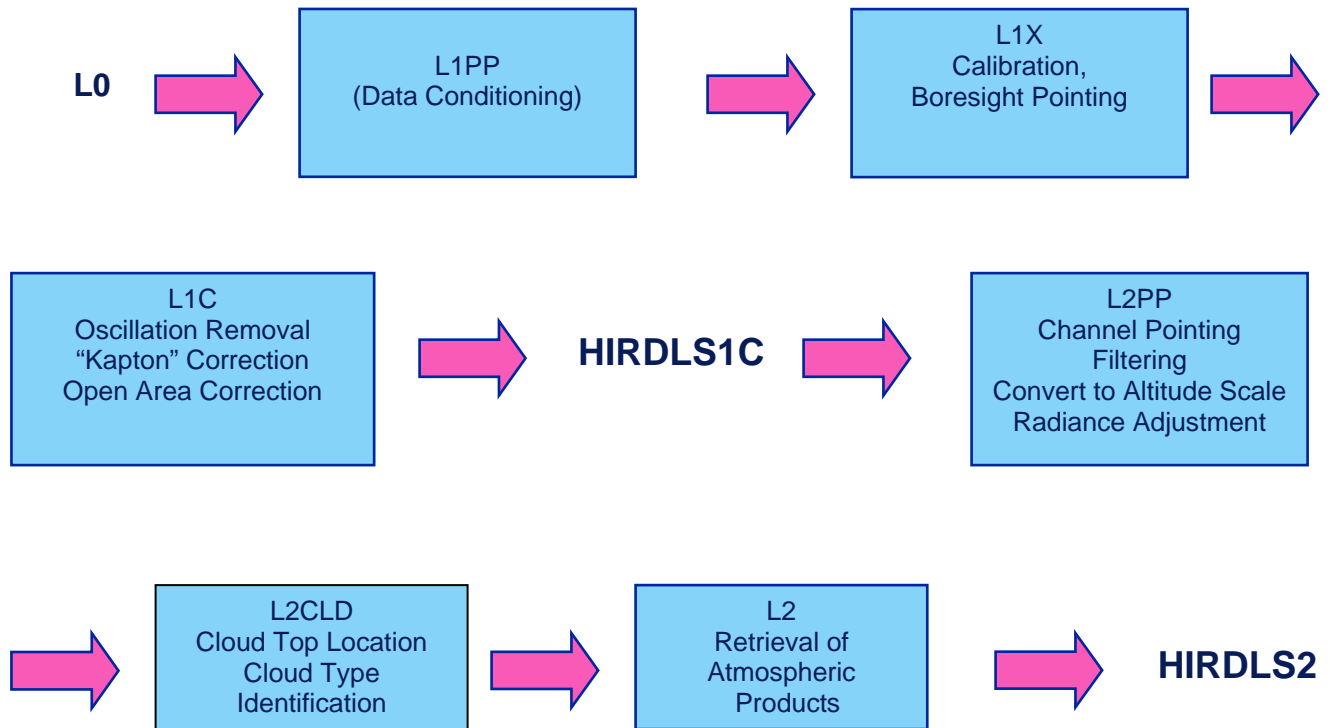 L0
L1PP
(Data Conditioning)
L1X
Calibration,
Boresight Pointing
L1C
Oscillation Removal
“Kapton” Correction
Open Area Correction
HIRDLS1C
L2PP
Channel Pointing
Filtering
Convert to Altitude Scale
Radiance Adjustment
L2CLD
Cloud Top Location
Cloud Type
Identification
L2
Retrieval of
Atmospheric
Products
HIRDLS2